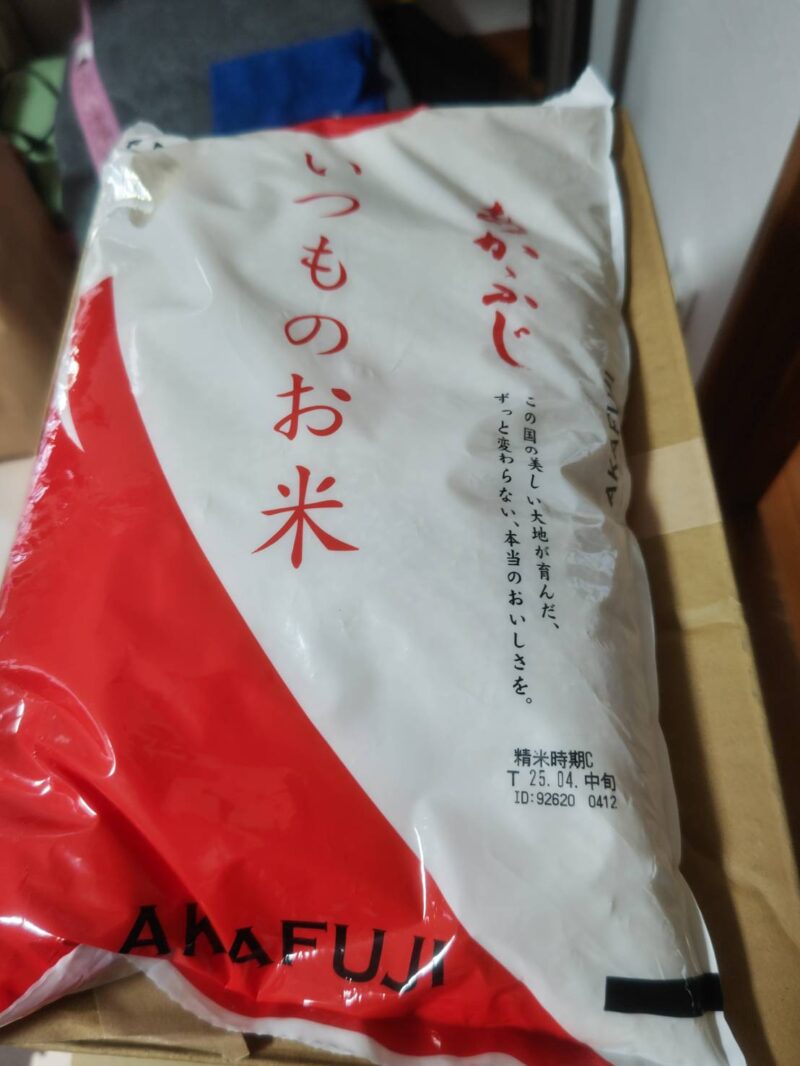 あかふじ
この国の美しい大地が育んだ、
ずっと変わらない、本当のおいしさを。
いつものお米
精米時期C
T 25.04.中旬
ID:92620 0412
AKAFUJI
AKAFUJI